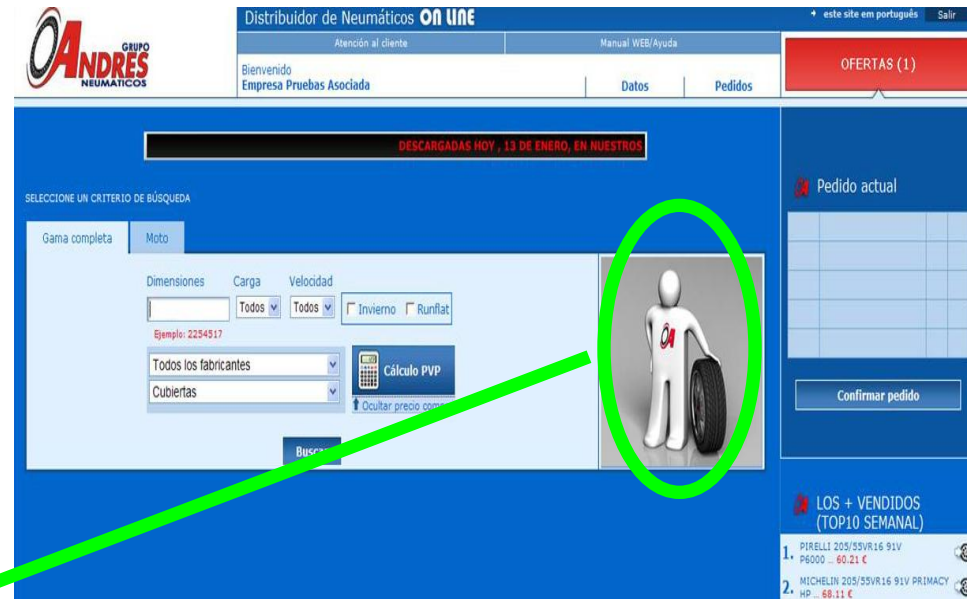 Distribuidor de Neumáticos ON LINE
este site em português Salir
GRUPO
ANDRES
NEUMATICOS
Atención al cliente Manual WEB/Ayuda
Bienvenido
Empresa Pruebas Asociada
Datos Pedidos
OFERTAS (1)
DESCARGADAS HOY , 13 DE ENERO, EN NUESTROS
Pedido actual
SELECCIONE UN CRITERIO DE BÚSQUEDA
Gama completa Moto
Dimensiones Carga Velocidad
Todos Todos Invierno Runflat
Ejemplo: 2254517
Todos los fabricantes
Cálculo PVP
Cubiertas
Ocultar precio
Confirmar pedido
LOS + VENDIDOS
(TOP10 SEMANAL)
1. PIRELLI 205/55VR16 91V
P6000 ... 60.21 €
2. MICHELIN 205/55VR16 91V PRIMACY
HP ... 68.11 €